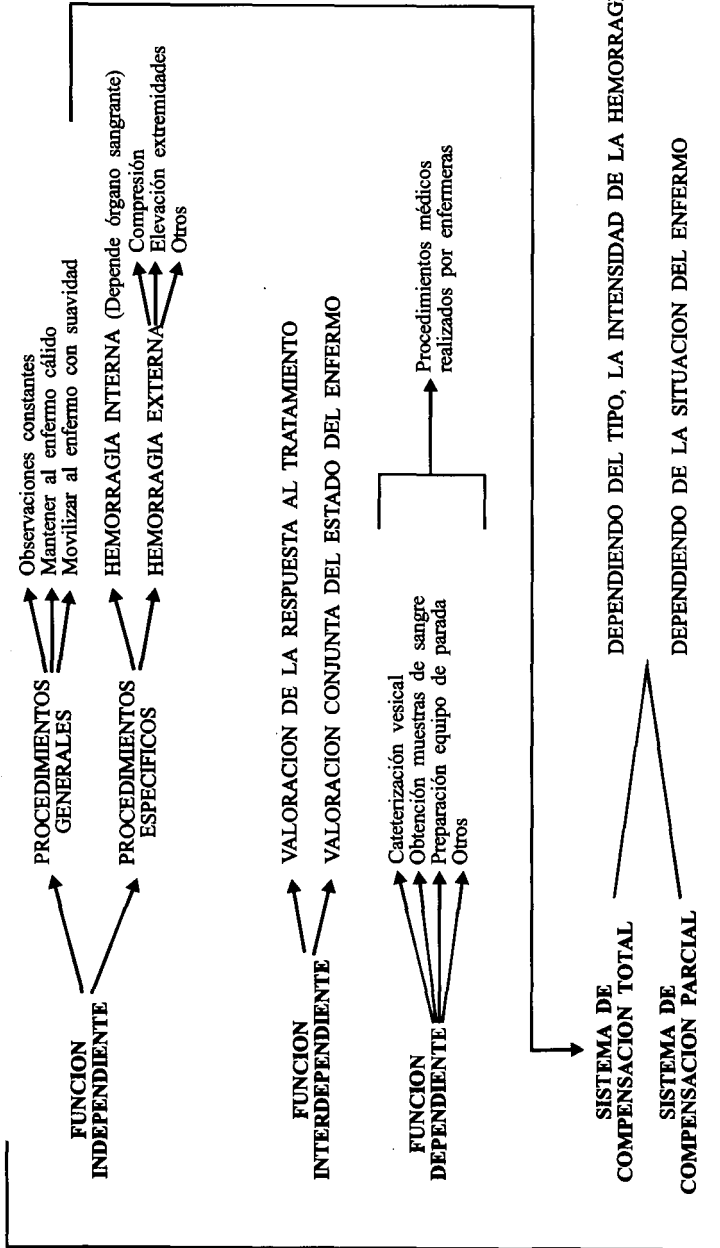 FUNCION
INDEPENDIENTE
PROCEDIMIENTOS
GENERALES
Observaciones constantes
Mantener al enfermo cálido
Movilizar al enfermo con suavidad
PROCEDIMIENTOS
ESPECIFICOS
HEMORRAGIA INTERNA (Depende órgano sangrante)
HEMORRAGIA EXTERNA
Compresión
Elevación extremidades
Otros
FUNCION
INTERDEPENDIENTE
VALORACION DE LA RESPUESTA AL TRATAMIENTO
VALORACION CONJUNTA DEL ESTADO DEL ENFERMO
FUNCION
DEPENDIENTE
Cateterización vesical
Obtención muestras de sangre
Preparación equipo de parada
Otros
Procedimientos médicos
realizados por enfermeras
SISTEMA DE
COMPENSACION TOTAL
SISTEMA DE
COMPENSACION PARCIAL
DEPENDIENDO DEL TIPO, LA INTENSIDAD DE LA HEMORRAG
DEPENDIENDO DE LA SITUACION DEL ENFERMO